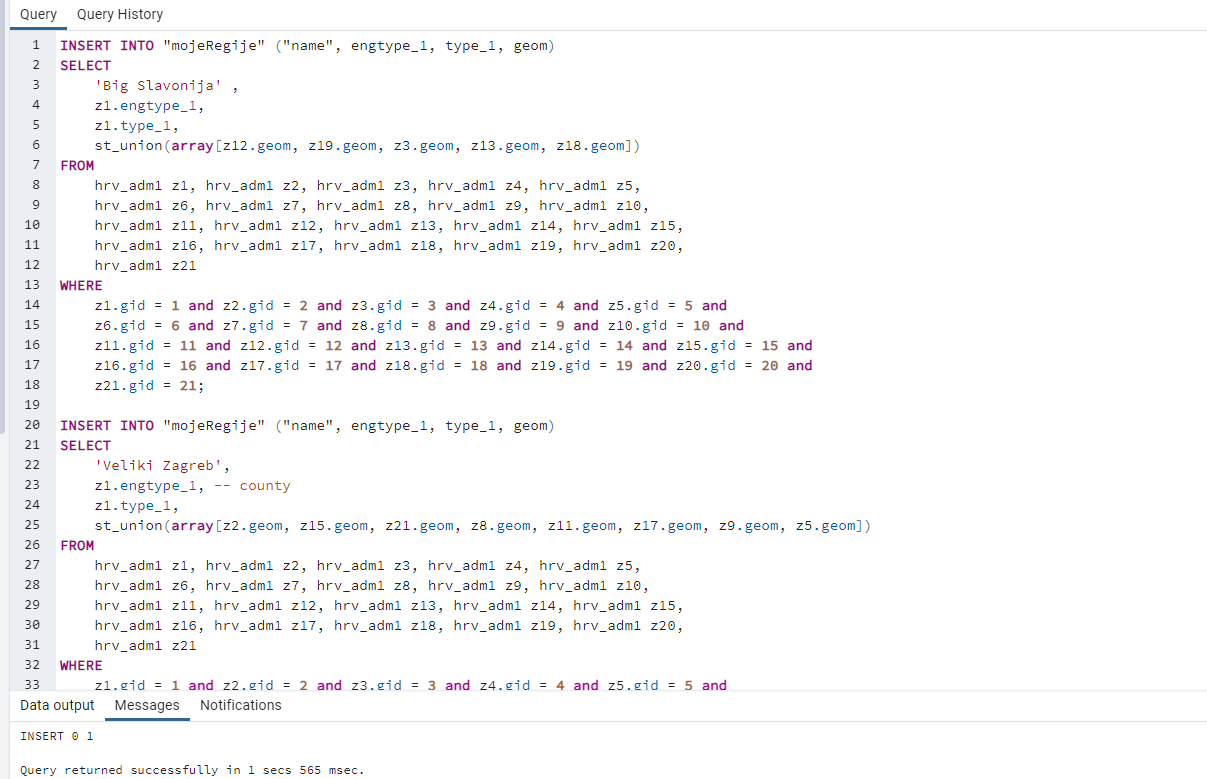 Query Query History
1 INSERT INTO "mojeRegije" ("name", engtype_1, type_1, geom)
2 SELECT
3 'Big Slavonija' ,
4 z1.engtype_1,
5 z1.type_1,
6 st_union(array[z12.geom, z19.geom, z3.geom, z13.geom, z18.geom])
7 FROM
8 hrv_adm1 z1, hrv_adm1 z2, hrv_adm1 z3, hrv_adm1 z4, hrv_adm1 z5,
9 hrv_adm1 z6, hrv_adm1 z7, hrv_adm1 z8, hrv_adm1 z9, hrv_adm1 z10,
10 hrv_adm1 z11, hrv_adm1 z12, hrv_adm1 z13, hrv_adm1 z14, hrv_adm1 z15,
11 hrv_adm1 z16, hrv_adm1 z17, hrv_adm1 z18, hrv_adm1 z19, hrv_adm1 z20,
12 hrv_adm1 z21
13 WHERE
14 z1.gid = 1 and z2.gid = 2 and z3.gid = 3 and z4.gid = 4 and z5.gid = 5 and
15 z6.gid = 6 and z7.gid = 7 and z8.gid = 8 and z9.gid = 9 and z10.gid = 10 and
16 z11.gid = 11 and z12.gid = 12 and z13.gid = 13 and z14.gid = 14 and z15.gid = 15 and
17 z16.gid = 16 and z17.gid = 17 and z18.gid = 18 and z19.gid = 19 and z20.gid = 20 and
18 z21.gid = 21;
19
20 INSERT INTO "mojeRegije" ("name", engtype_1, type_1, geom)
21 SELECT
22 'Veliki Zagreb',
23 z1.engtype_1, -- county
24 z1.type_1,
25 st_union(array[z2.geom, z15.geom, z21.geom, z8.geom, z11.geom, z17.geom, z9.geom, z5.geom])
26 FROM
27 hrv_adm1 z1, hrv_adm1 z2, hrv_adm1 z3, hrv_adm1 z4, hrv_adm1 z5,
28 hrv_adm1 z6, hrv_adm1 z7, hrv_adm1 z8, hrv_adm1 z9, hrv_adm1 z10,
29 hrv_adm1 z11, hrv_adm1 z12, hrv_adm1 z13, hrv_adm1 z14, hrv_adm1 z15,
30 hrv_adm1 z16, hrv_adm1 z17, hrv_adm1 z18, hrv_adm1 z19, hrv_adm1 z20,
31 hrv_adm1 z21
32 WHERE
33 z1.gid = 1 and z2.gid = 2 and z3.gid = 3 and z4.gid = 4 and z5.gid = 5 and
Data output Messages Notifications
INSERT 0 1
Query returned successfully in 1 secs 565 msec.